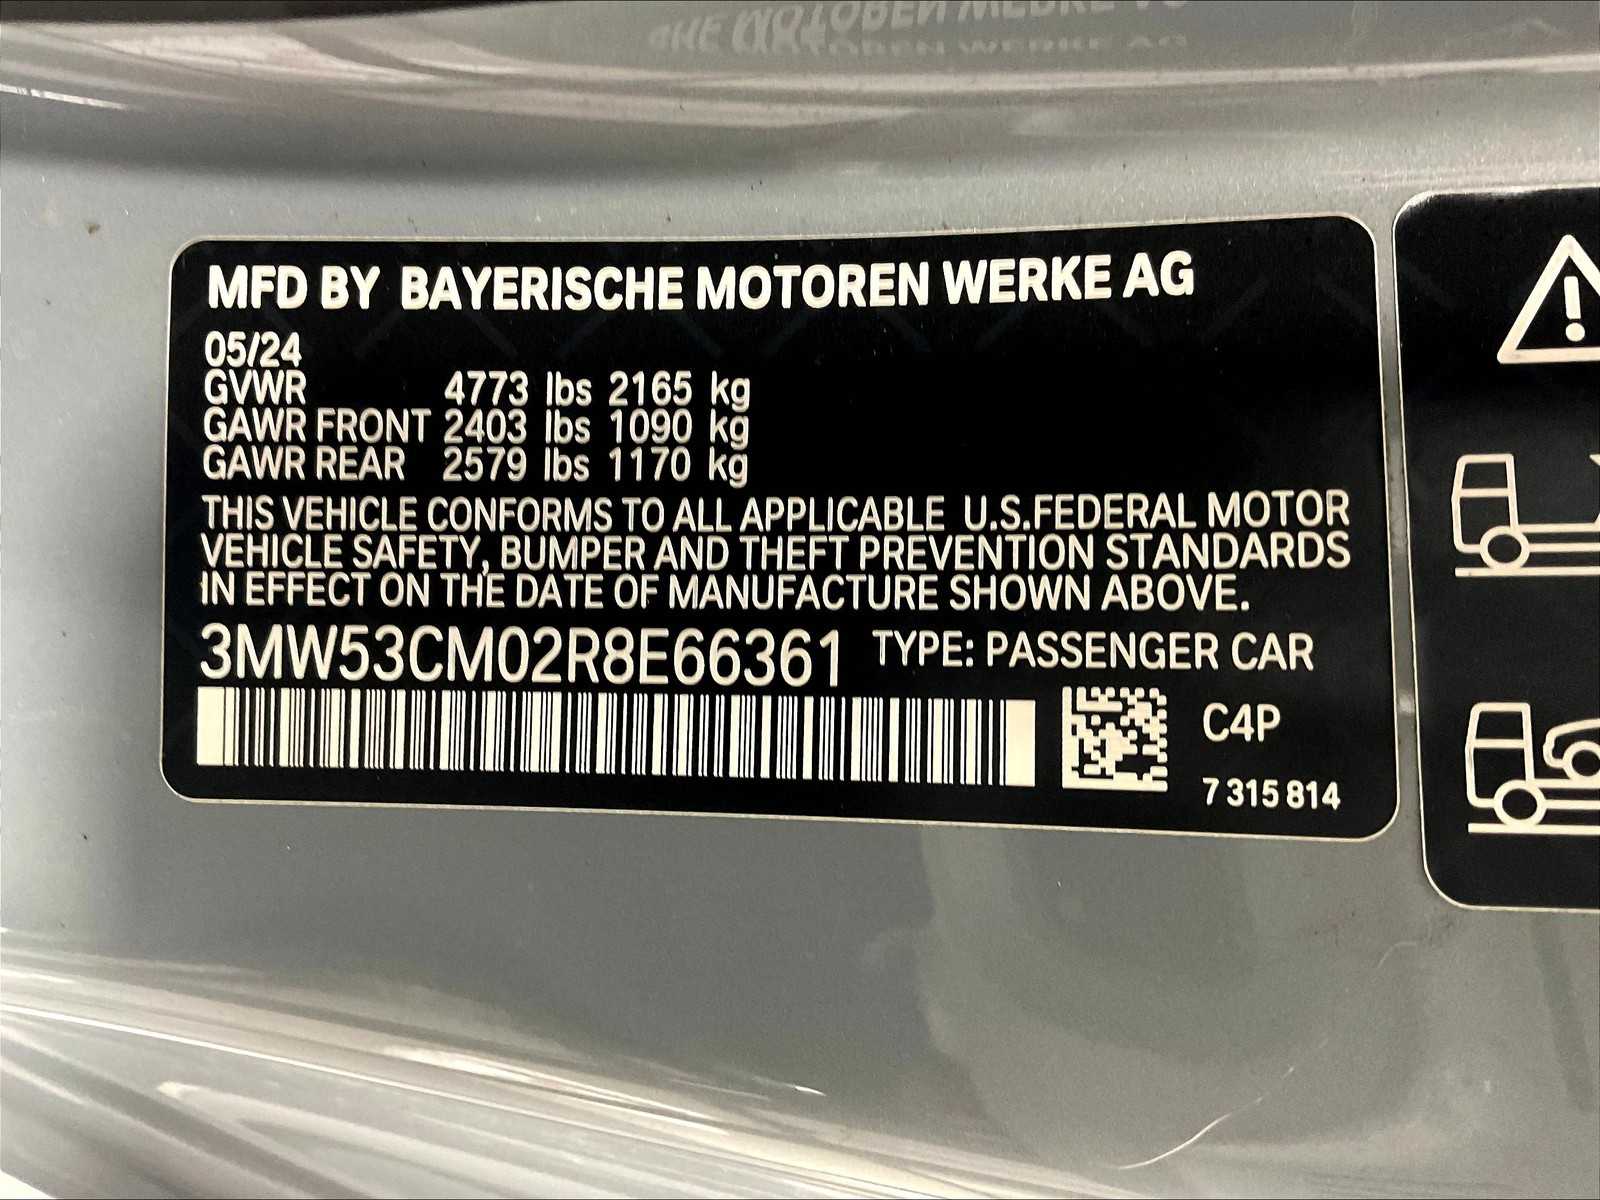 MFD BY BAYERISCHE MOTOREN WERKE AG
05/24
GVWR 4773 lbs 2165 kg
GAWR FRONT 2403 lbs 1090 kg
GAWR REAR 2579 lbs 1170 kg
THIS VEHICLE CONFORMS TO ALL APPLICABLE U.S.FEDERAL MOTOR
VEHICLE SAFETY, BUMPER AND THEFT PREVENTION STANDARDS
IN EFFECT ON THE DATE OF MANUFACTURE SHOWN ABOVE.
3MW53CM02R8E66361 TYPE: PASSENGER CAR
C4P
7 315 814